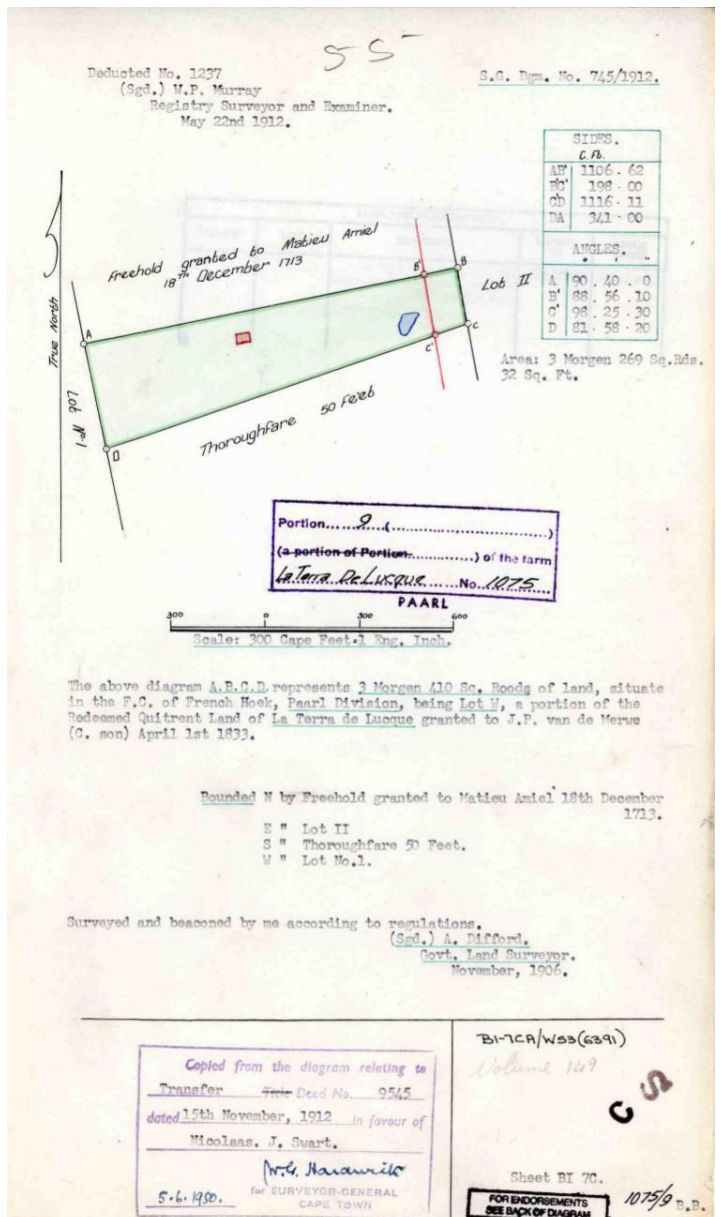 55
Deducted No. 1237
(Sgd.) W.P. Murray
Registry Surveyor and Examiner.
May 22nd 1912.
S.G. Dgm. No. 745/1912.
SIDES.
C. Ft.
AB' 1106.62
B'C' 198.00
C'D 1116.11
DA 341.00
ANGLES.
° ' "
A 90.40.0
B' 88.56.10
C' 98.25.30
D 81.58.20
Area: 3 Morgen 269 Sq.Rds.
32 Sq. Ft.
True North
Freehold granted to Matieu Amiel
18th December 1713
A
B'
B
Lot II
C
C'
D
Lot No 1
Thoroughfare 50 Feet
Portion 9 ( )
(a portion of Portion ) of the farm
La Terra De Lucque No. 1075
PAARL
300 0 300 600
Scale: 300 Cape Feet=1 Eng. Inch.
The above diagram A.B.C.D. represents 3 Morgen 410 Sq. Roods of land, situate
in the F.C. of French Hoek, Paarl Division, being Lot W, a portion of the
Redeemed Quitrent Land of La Terra de Lucque granted to J.P. van de Merwe
(C. son) April 1st 1833.
Bounded N by Freehold granted to Matieu Amiel 18th December
1713.
E " Lot II
S " Thoroughfare 50 Feet.
W " Lot No.1.
Surveyed and beaconed by me according to regulations.
(Sgd.) A. Difford.
Govt. Land Surveyor.
November, 1906.
Copied from the diagram relating to
Transfer Title Deed No. 9545
dated 15th November, 1912 in favour of
Nicolaas. J. Swart.
W.G. Hardwick
5.6.1980. for SURVEYOR-GENERAL
CAPE TOWN
BI-7CA/W53(6391)
Volume 149
C S
Sheet BI 7C.
FOR ENDORSEMENTS
SEE BACK OF DIAGRAM
1075/9 B.B.